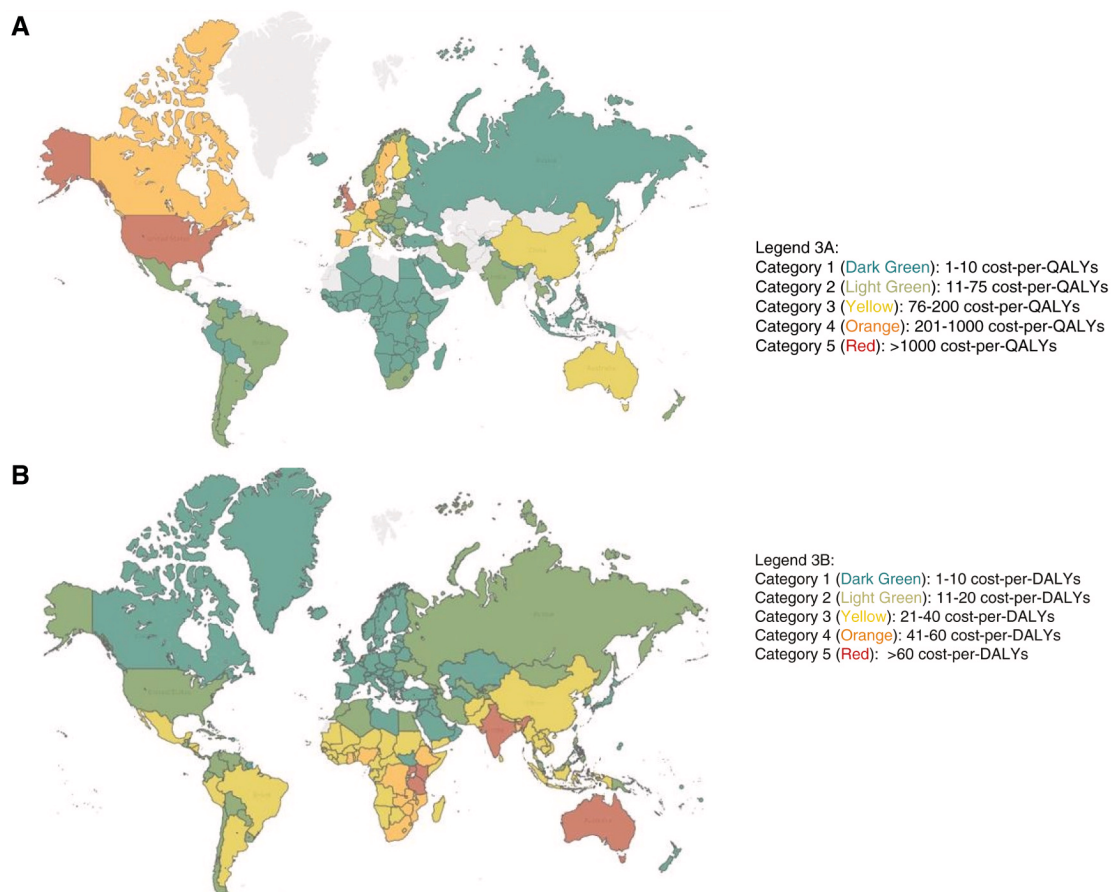 A
Legend 3A:
Category 1 (Dark Green): 1-10 cost-per-QALYs
Category 2 (Light Green): 11-75 cost-per-QALYs
Category 3 (Yellow): 76-200 cost-per-QALYs
Category 4 (Orange): 201-1000 cost-per-QALYs
Category 5 (Red): >1000 cost-per-QALYs
B
Legend 3B:
Category 1 (Dark Green): 1-10 cost-per-DALYs
Category 2 (Light Green): 11-20 cost-per-DALYs
Category 3 (Yellow): 21-40 cost-per-DALYs
Category 4 (Orange): 41-60 cost-per-DALYs
Category 5 (Red):  >60 cost-per-DALYs